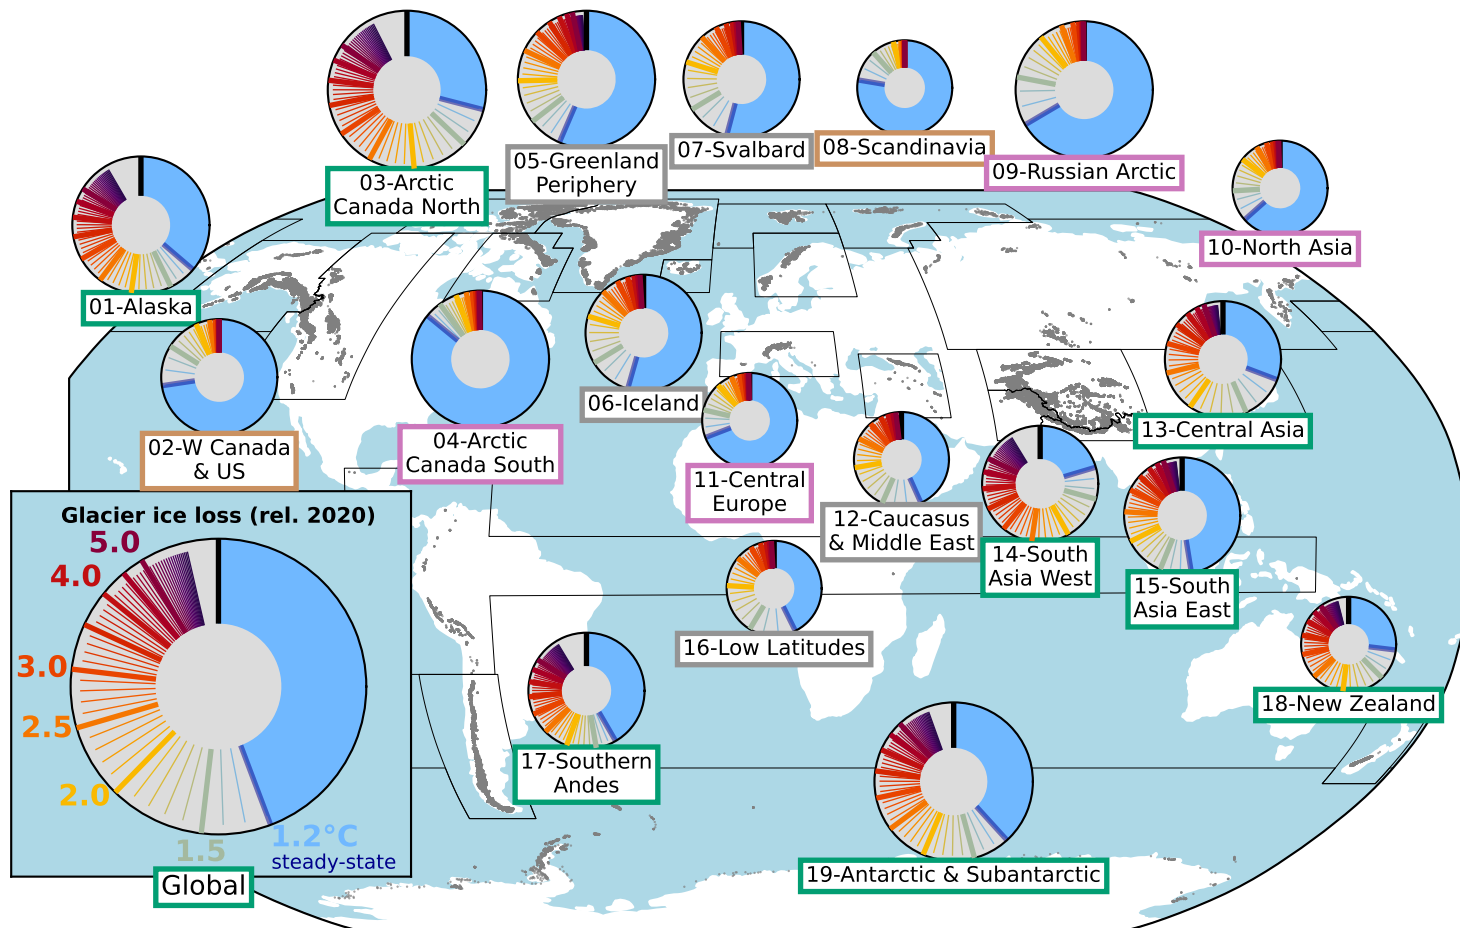 03-Arctic
Canada North
05-Greenland
Periphery
07-Svalbard
08-Scandinavia
09-Russian Arctic
10-North Asia
01-Alaska
02-W Canada
& US
04-Arctic
Canada South
06-Iceland
11-Central
Europe
12-Caucasus
& Middle East
13-Central Asia
14-South
Asia West
15-South
Asia East
16-Low Latitudes
17-Southern
Andes
18-New Zealand
19-Antarctic & Subantarctic
Glacier ice loss (rel. 2020)
5.0
4.0
3.0
2.5
2.0
1.5
1.2°C
steady-state
Global